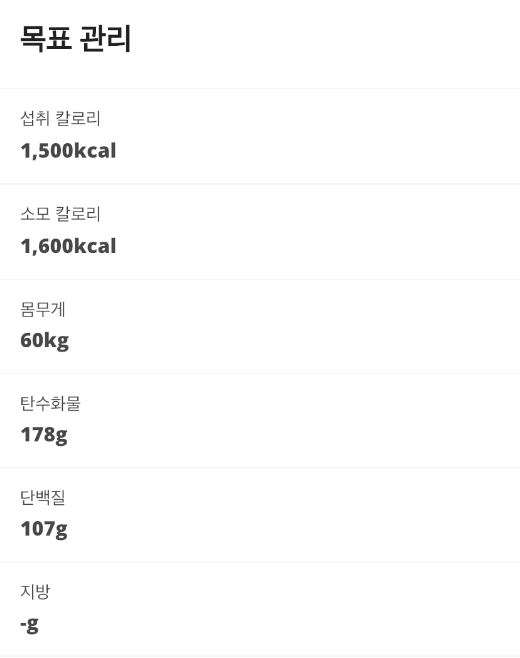 목표 관리
섭취 칼로리
1,500kcal
소모 칼로리
1,600kcal
몸무게
60kg
탄수화물
178g
단백질
107g
지방
-g